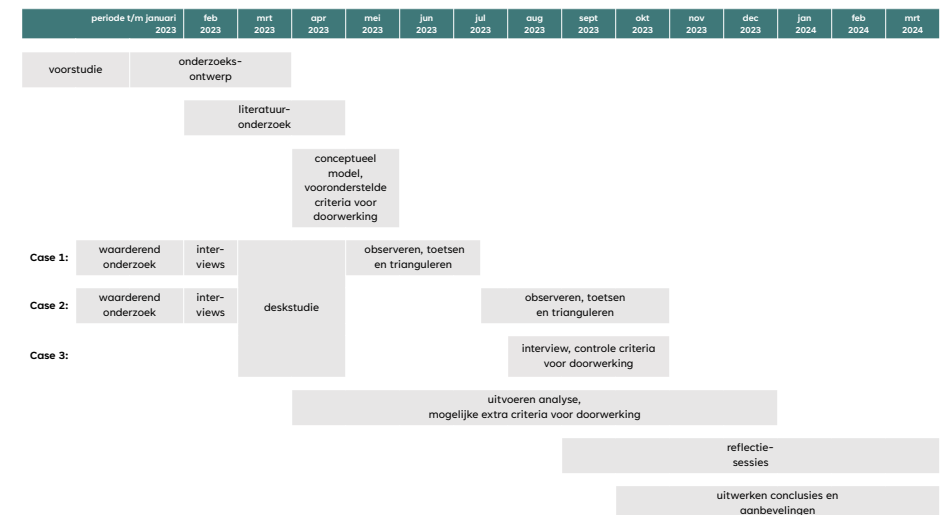 periode t/m januari 2023
feb 2023
mrt 2023
apr 2023
mei 2023
jun 2023
jul 2023
aug 2023
sept 2023
okt 2023
nov 2023
dec 2023
jan 2024
feb 2024
mrt 2024
voorstudie
onderzoeks-
ontwerp
literatuur-
onderzoek
conceptueel
model,
vooronderstelde
criteria voor
doorwerking
Case 1:
waarderend
onderzoek
inter-
views
deskstudie
observeren, toetsen
en trianguleren
Case 2:
waarderend
onderzoek
inter-
views
observeren, toetsen
en trianguleren
Case 3:
interview, controle criteria
voor doorwerking
uitvoeren analyse,
mogelijke extra criteria voor doorwerking
reflectie-
sessies
uitwerken conclusies en
aanbevelingen